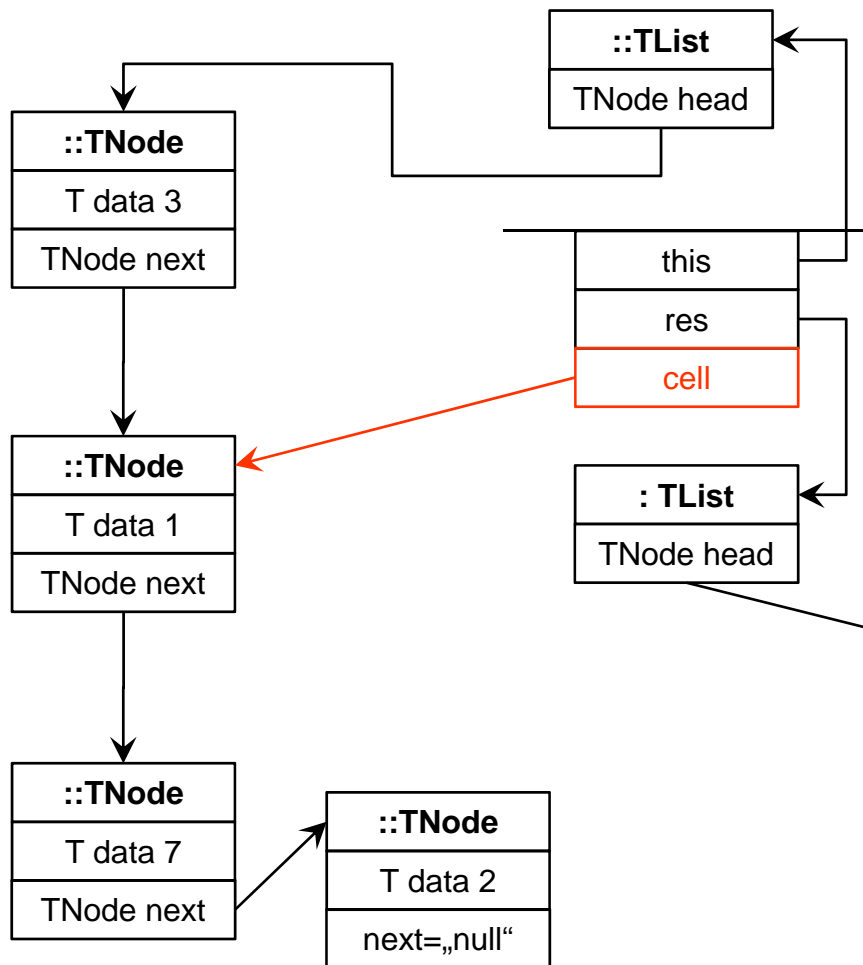 ::TList
TNode head
::TNode
T data 3
TNode next
this
res
cell
::TNode
T data 1
TNode next
: TList
TNode head
::TNode
T data 7
TNode next
::TNode
T data 2
next=„null“